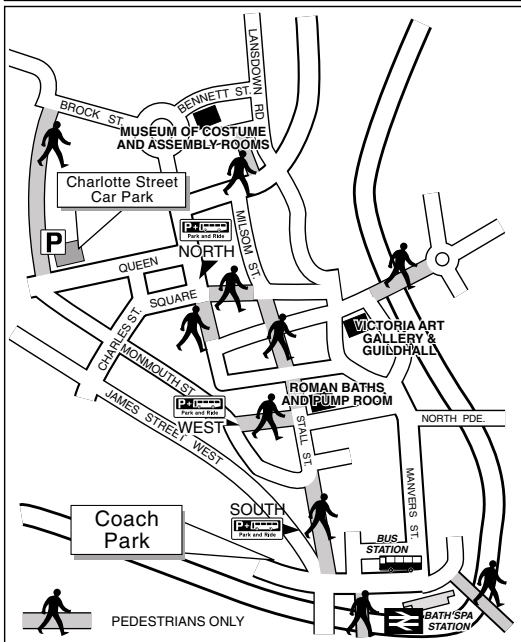 LANSDOWN RD
BENNETT ST.
BROCK ST.
MUSEUM OF COSTUME
AND ASSEMBLY ROOMS
Charlotte Street
Car Park
P
P+
Park and Ride
NORTH
MILSOM ST.
QUEEN
SQUARE
CHARLES ST.
MONMOUTH ST
JAMES STREET WEST
VICTORIA ART
GALLERY &
GUILDHALL
ROMAN BATHS
AND PUMP ROOM
P+
Park and Ride
WEST
STALL ST.
NORTH PDE.
MANVERS ST.
SOUTH
P+
Park and Ride
Coach
Park
BUS
STATION
BATH'SPA
STATION
PEDESTRIANS ONLY